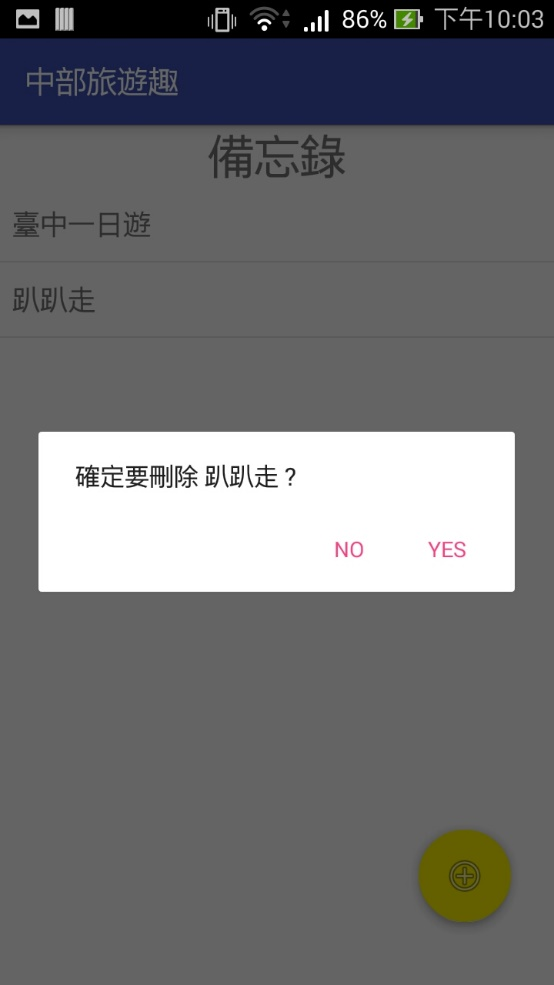 86% 下午10:03
中部旅遊趣
備忘錄
臺中一日遊
趴趴走
確定要刪除 趴趴走？
NO YES